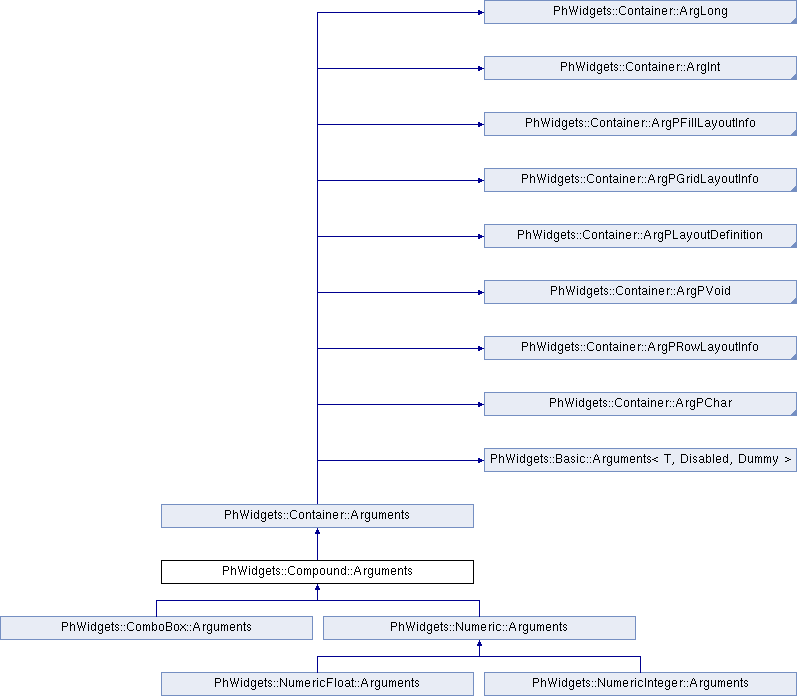 PhWidgets::Container::ArgLong
PhWidgets::Container::ArgInt
PhWidgets::Container::ArgPFillLayoutInfo
PhWidgets::Container::ArgPGridLayoutInfo
PhWidgets::Container::ArgPLayoutDefinition
PhWidgets::Container::ArgPVoid
PhWidgets::Container::ArgPRowLayoutInfo
PhWidgets::Container::ArgPChar
PhWidgets::Basic::Arguments< T, Disabled, Dummy >
PhWidgets::Container::Arguments
PhWidgets::Compound::Arguments
PhWidgets::ComboBox::Arguments
PhWidgets::Numeric::Arguments
PhWidgets::NumericFloat::Arguments
PhWidgets::NumericInteger::Arguments